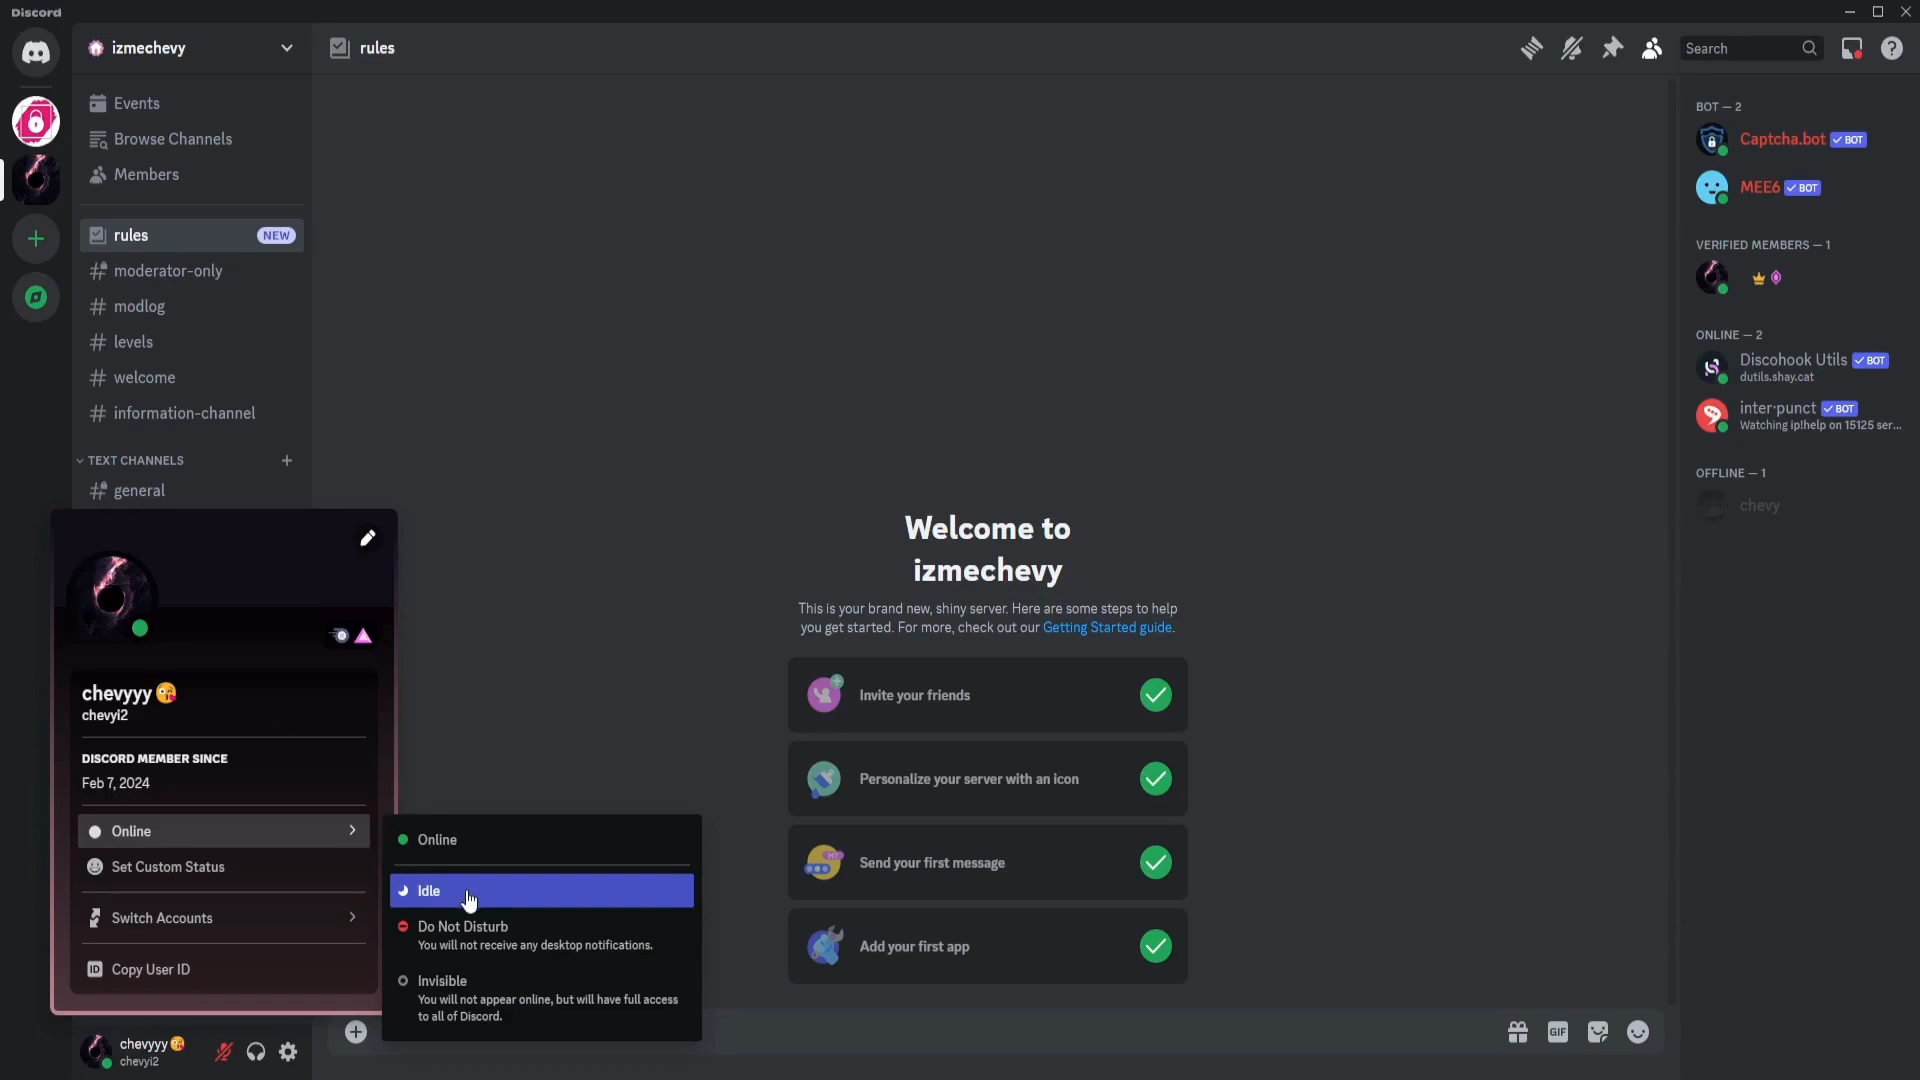 Discord
izmechevy
Events
Browse Channels
Members
rules NEW
moderator-only
modlog
levels
welcome
information-channel
TEXT CHANNELS
general
chevyyy😘
chevyi2
DISCORD MEMBER SINCE
Feb 7, 2024
Online
Set Custom Status
Switch Accounts
Copy User ID
ID
chevyyy😘
chevyi2
Online
Idle
Do Not Disturb
You will not receive any desktop notifications.
Invisible
You will not appear online, but will have full access
to all of Discord.
rules
Search
Welcome to
izmechevy
This is your brand new, shiny server. Here are some steps to help
you get started. For more, check out our Getting Started guide.
Invite your friends
Personalize your server with an icon
Send your first message
Add your first app
GIF
BOT — 2
Captcha.bot ✓ BOT
MEE6 ✓ BOT
VERIFIED MEMBERS — 1
ONLINE — 2
Discohook Utils ✓ BOT
dutils.shay.cat
inter·punct ✓ BOT
Watching ip!help on 15125 ser...
OFFLINE — 1
chevy